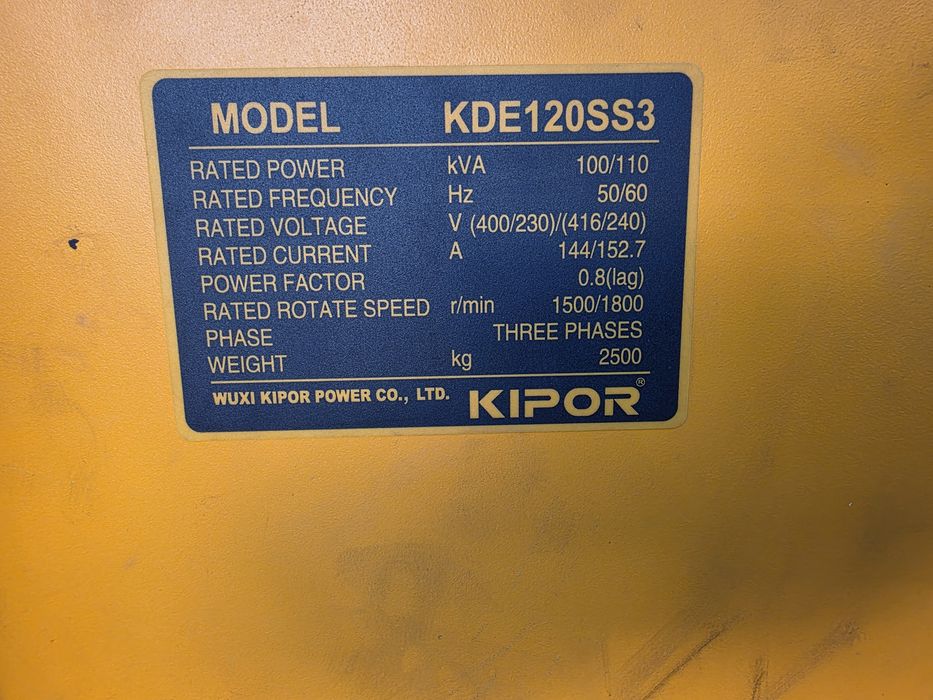 MODEL KDE120SS3
RATED POWER kVA 100/110
RATED FREQUENCY Hz 50/60
RATED VOLTAGE V (400/230)/(416/240)
RATED CURRENT A 144/152.7
POWER FACTOR 0.8(lag)
RATED ROTATE SPEED r/min 1500/1800
PHASE THREE PHASES
WEIGHT kg 2500
WUXI KIPOR POWER CO., LTD. KIPOR®